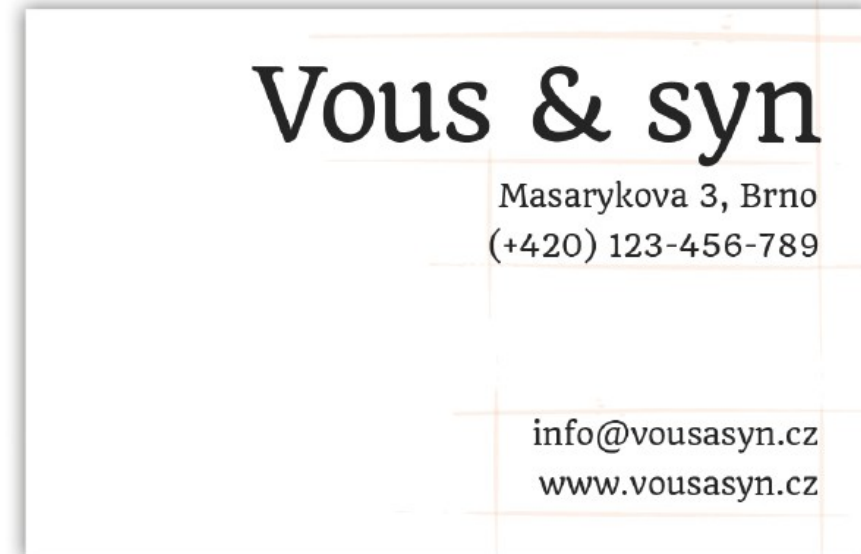 Vous & syn
Masarykova 3, Brno
(+420) 123-456-789
info@vousasyn.cz
www.vousasyn.cz